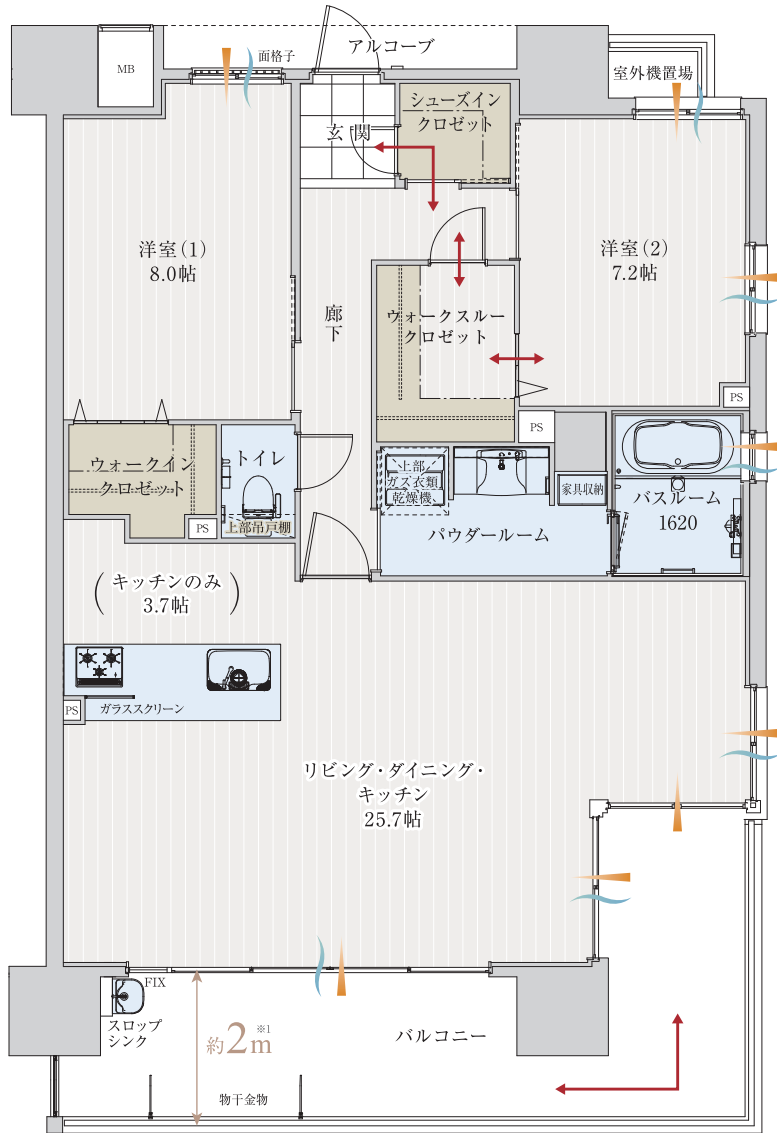 アルコーブ
面格子
MB
室外機置場
シューズイン
クロゼット
玄関
洋室(1)
8.0帖
洋室(2)
7.2帖
廊下
ウォークスルー
クロゼット
PS
PS
ウォークイン
クロゼット
トイレ
上部吊戸棚
PS
上部
ガス衣類
乾燥機
家具収納
パウダールーム
バスルーム
1620
(キッチンのみ)
3.7帖
PS
ガラススクリーン
リビング・ダイニング・
キッチン
25.7帖
FIX
スロップ
シンク
約2m
※1
バルコニー
物干金物